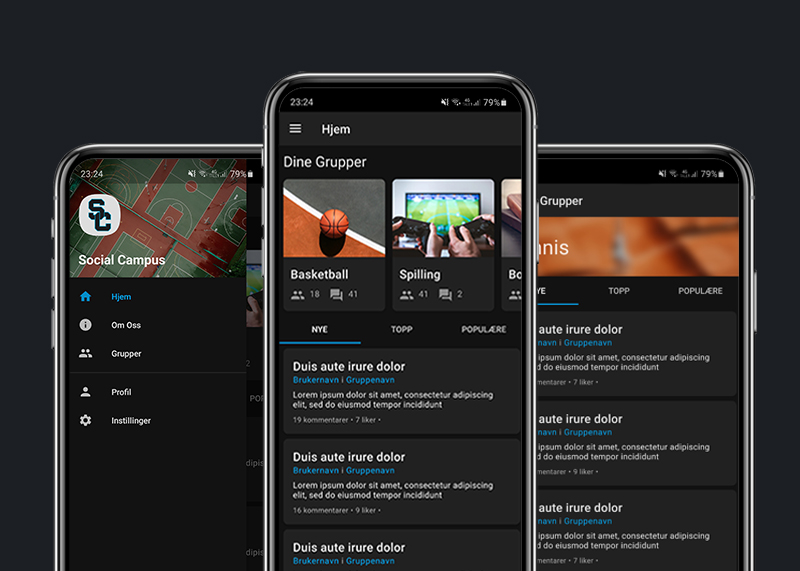 23:24
79%
SC
Social Campus
Hjem
Om Oss
Grupper
Profil
Instillinger
2
POP
adipis
adipis
23:24
79%
Hjem
Dine Grupper
Basketball
18 41
Spilling
41 2
Bo
NYE TOPP POPULÆRE
Duis aute irure dolor
Brukernavn i Gruppenavn
Lorem ipsum dolor sit amet, consectetur adipiscing
elit, sed do eiusmod tempor incididunt
19 kommentarer • 7 liker •
Duis aute irure dolor
Brukernavn i Gruppenavn
Lorem ipsum dolor sit amet, consectetur adipiscing
elit, sed do eiusmod tempor incididunt
16 kommentarer • 9 liker •
Duis aute irure dolor
Brukernavn i Gruppenavn
79%
Grupper
nnis
YE TOPP POPULÆRE
aute irure dolor
navn i Gruppenavn
ipsum dolor sit amet, consectetur adipiscing
do eiusmod tempor incididunt
mentarer • 7 liker •
aute irure dolor
navn i Gruppenavn
ipsum dolor sit amet, consectetur adipiscing
do eiusmod tempor incididunt
mentarer • 9 liker •
aute irure dolor
navn i Gruppenavn
ipsum dolor sit amet, consectetur adipiscing
do eiusmod tempor incididunt